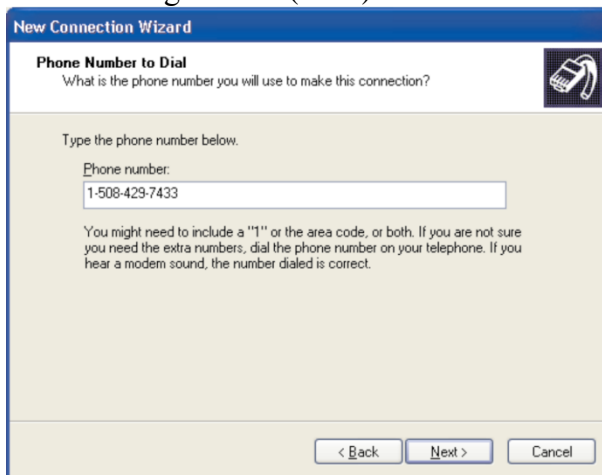 New Connection Wizard
Phone Number to Dial
What is the phone number you will use to make this connection?
Type the phone number below.
Phone number:
1-508-429-7433
You might need to include a "1" or the area code, or both. If you are not sure
you need the extra numbers, dial the phone number on your telephone. If you
hear a modem sound, the number dialed is correct.
< Back Next > Cancel